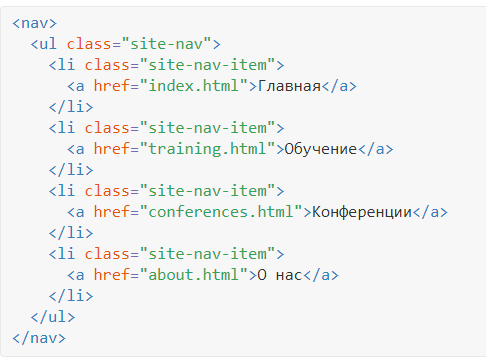 <nav>
  <ul class="site-nav">
    <li class="site-nav-item">
      <a href="index.html">Главная</a>
    </li>
    <li class="site-nav-item">
      <a href="training.html">Обучение</a>
    </li>
    <li class="site-nav-item">
      <a href="conferences.html">Конференции</a>
    </li>
    <li class="site-nav-item">
      <a href="about.html">О нас</a>
    </li>
  </ul>
</nav>